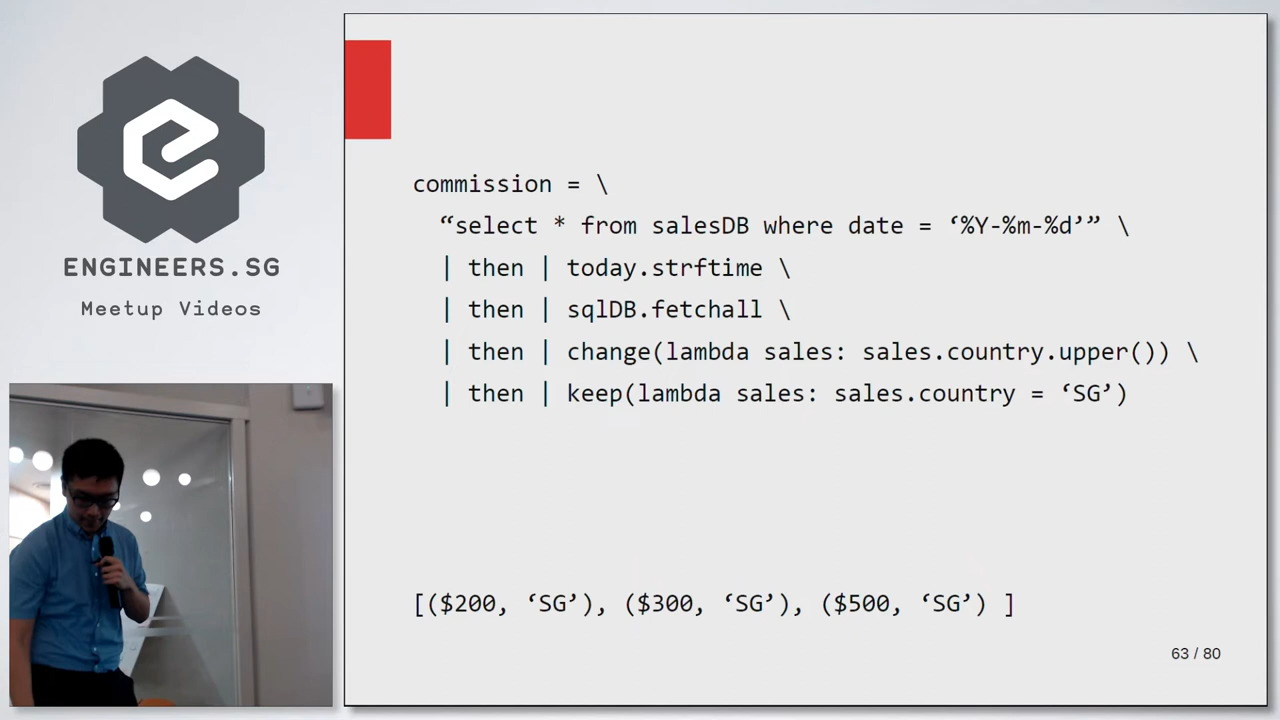 ENGINEERS.SG
Meetup Videos
commission = \
“select * from salesDB where date = ‘%Y-%m-%d’” \
| then | today.strftime \
| then | sqlDB.fetchall \
| then | change(lambda sales: sales.country.upper()) \
| then | keep(lambda sales: sales.country = ‘SG’)
[($200, ‘SG’), ($300, ‘SG’), ($500, ‘SG’) ]
63 / 80